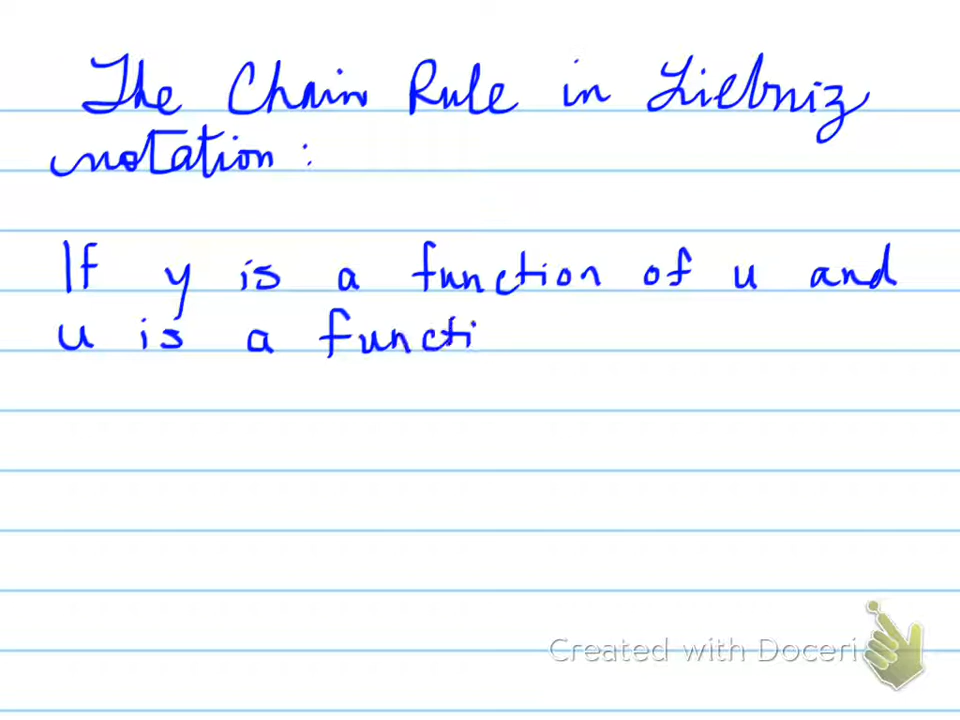 The Chain Rule in Liebniz
notation:
If y is a function of u and
u is a functi
Created with Doceri